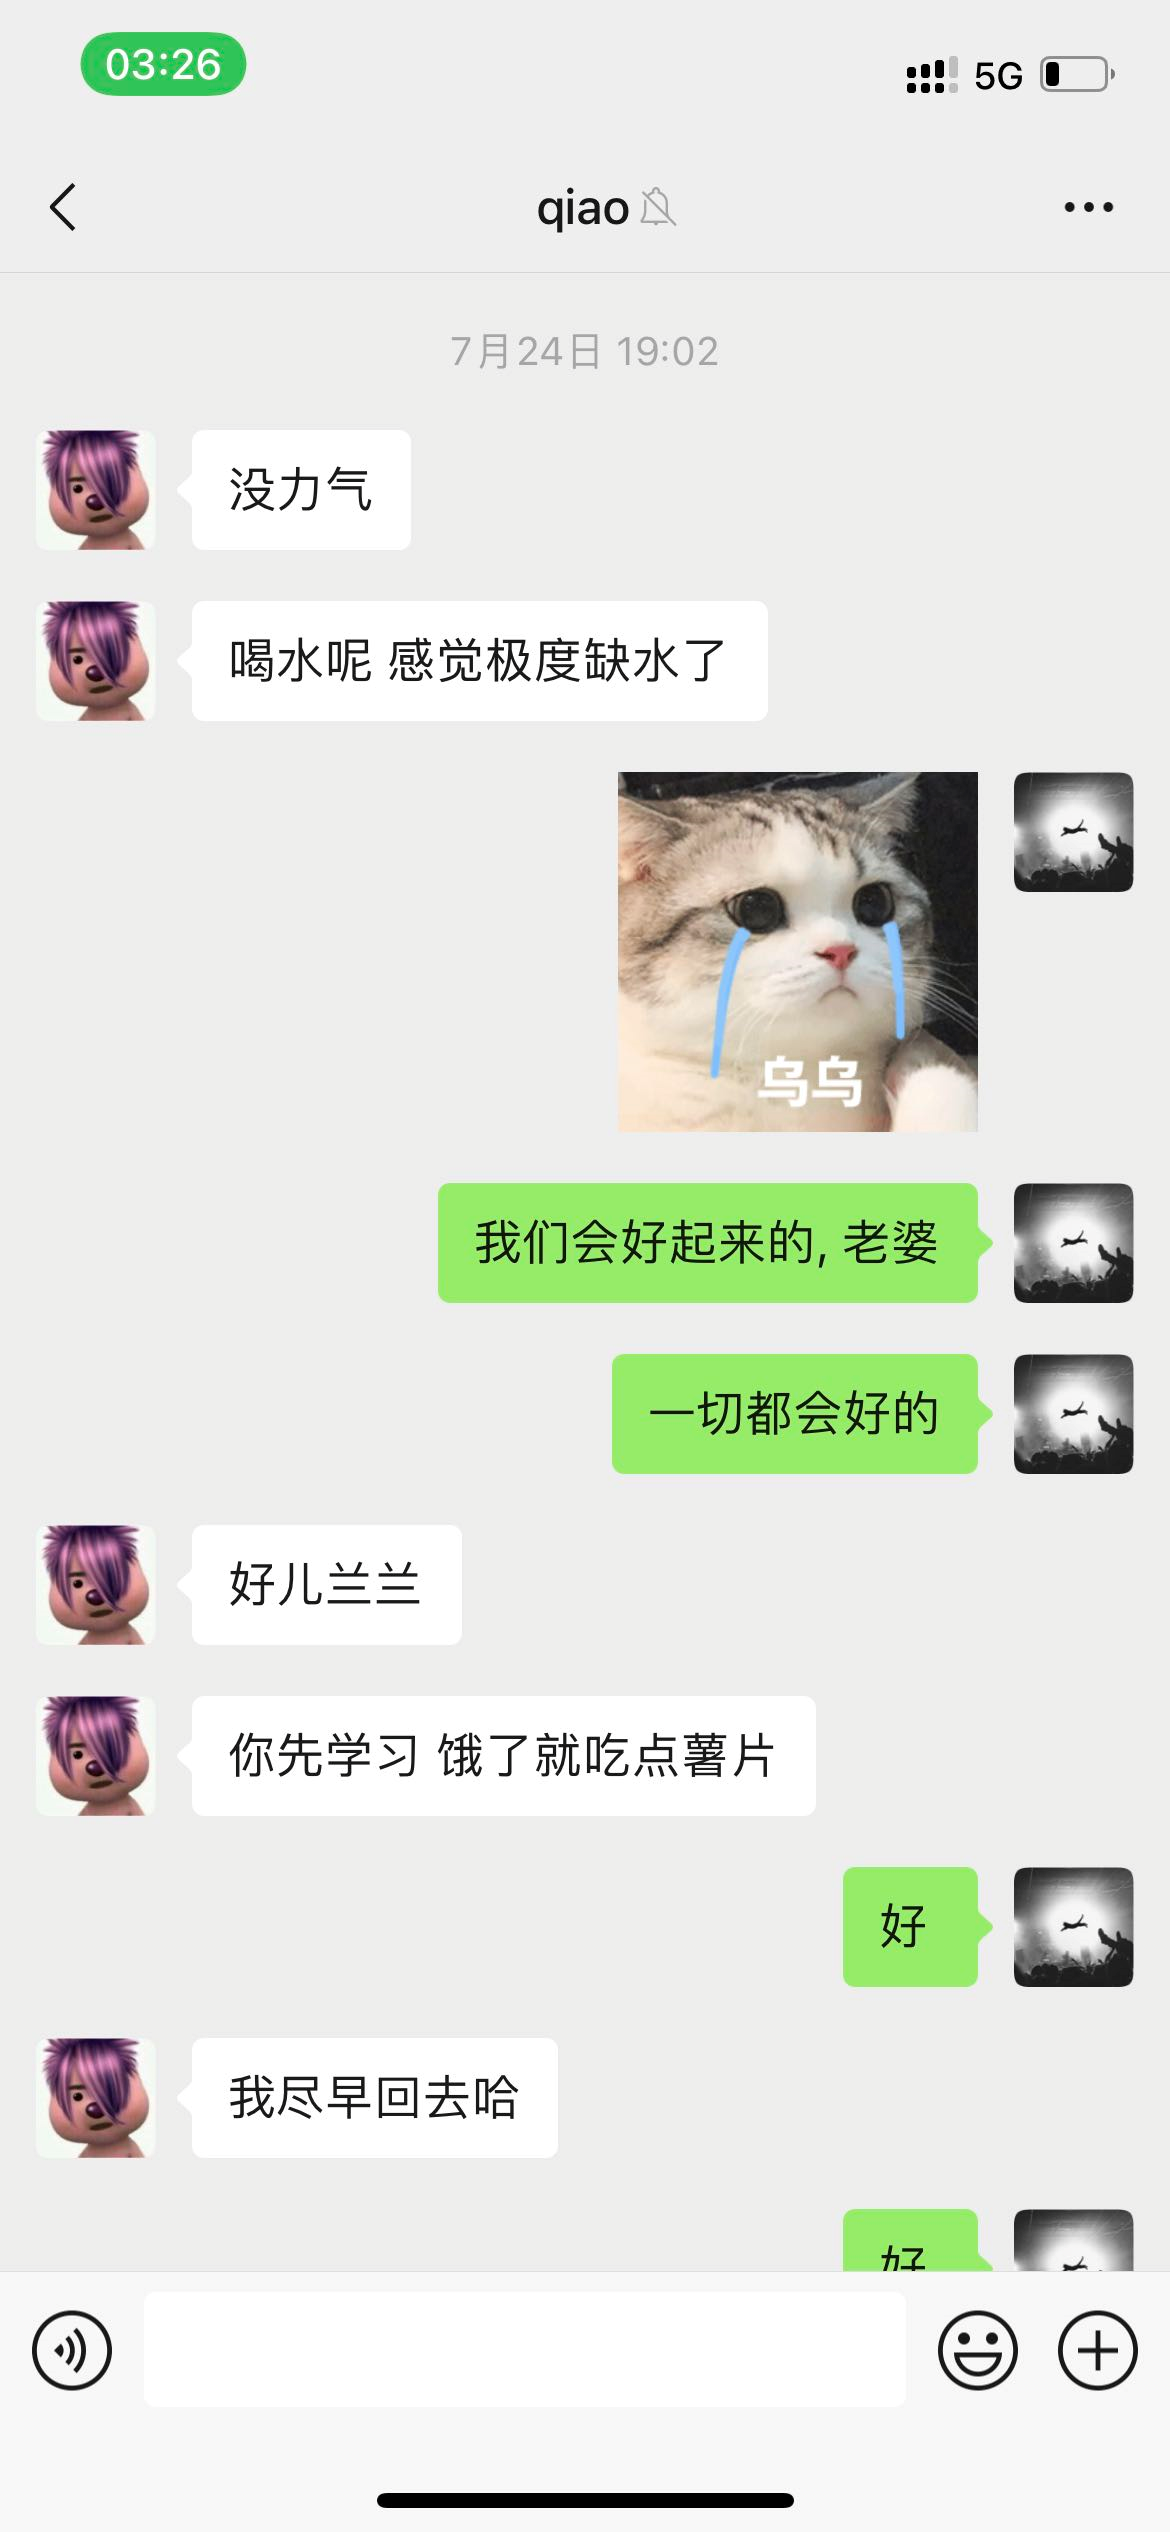 03:26
5G
qiao
7月24日 19:02
没力气
喝水呢 感觉极度缺水了
乌乌
我们会好起来的, 老婆
一切都会好的
好儿兰兰
你先学习 饿了就吃点薯片
好
我尽早回去哈
好